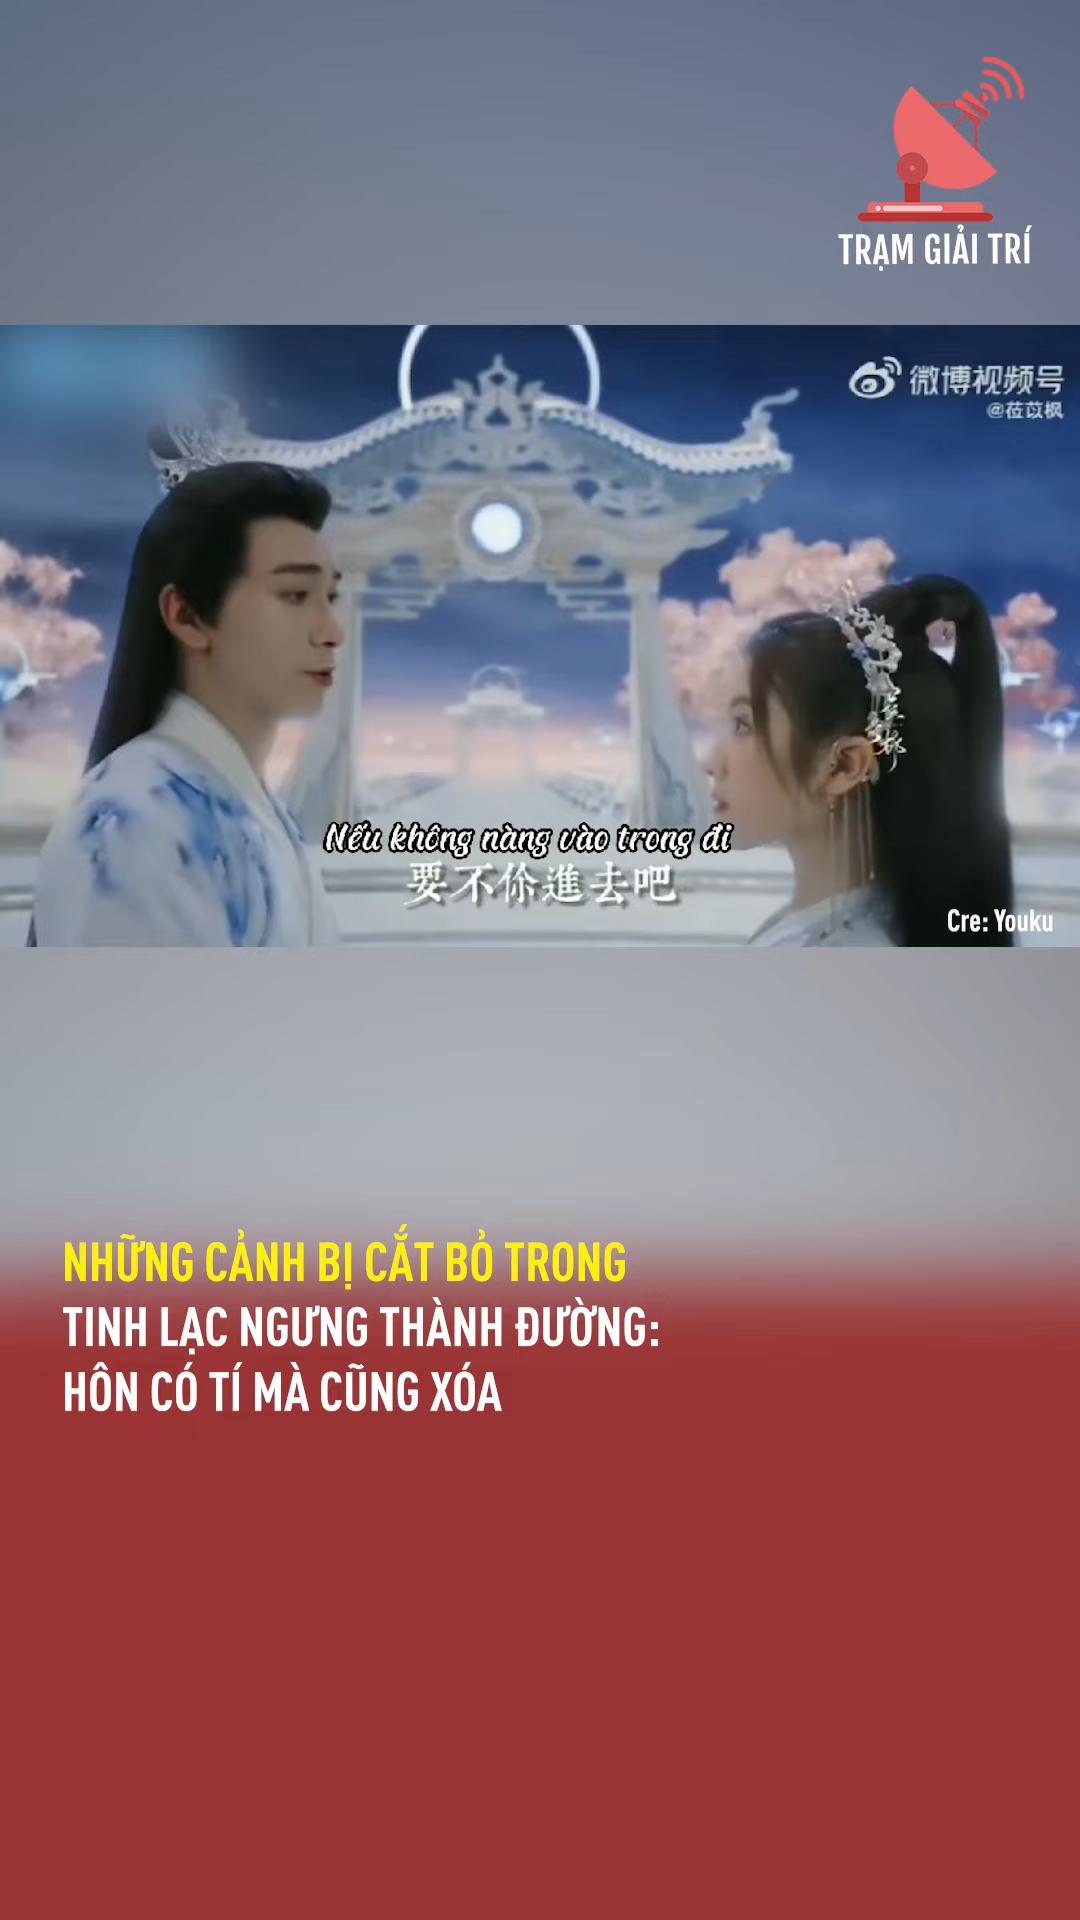 TRẠM GIẢI TRÍ
微博视频号
@莅苡枫
Nếu không nàng vào trong đi
要不你進去吧
Cre: Youku
NHỮNG CẢNH BỊ CẮT BỎ TRONG
TINH LẠC NGƯNG THÀNH ĐƯỜNG:
HÔN CÓ TÍ MÀ CŨNG XÓA